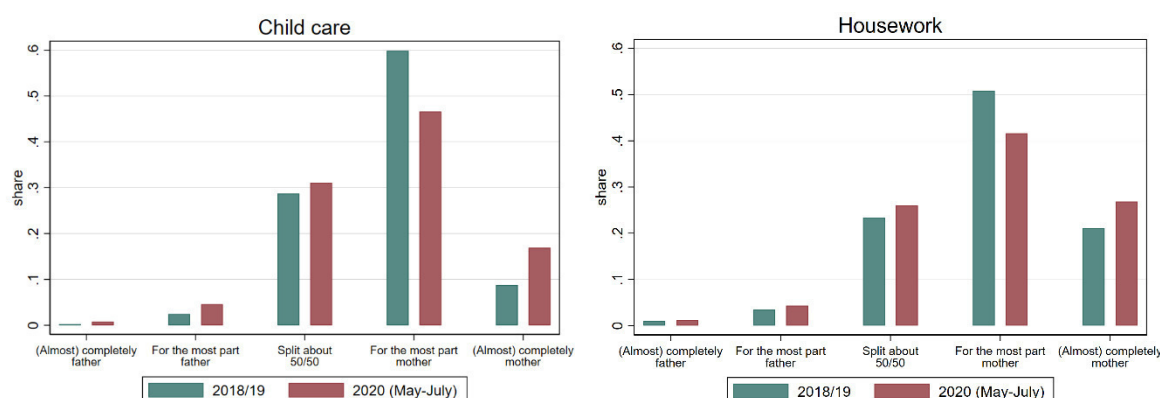 Child care
share
.6
.5
.4
.3
.2
.1
0
(Almost) completely
father
For the most part
father
Split about
50/50
For the most part
mother
(Almost) completely
mother
2018/19
2020 (May-July)
Housework
share
.6
.5
.4
.3
.2
.1
0
(Almost) completely
father
For the most part
father
Split about
50/50
For the most part
mother
(Almost) completely
mother
2018/19
2020 (May-July)